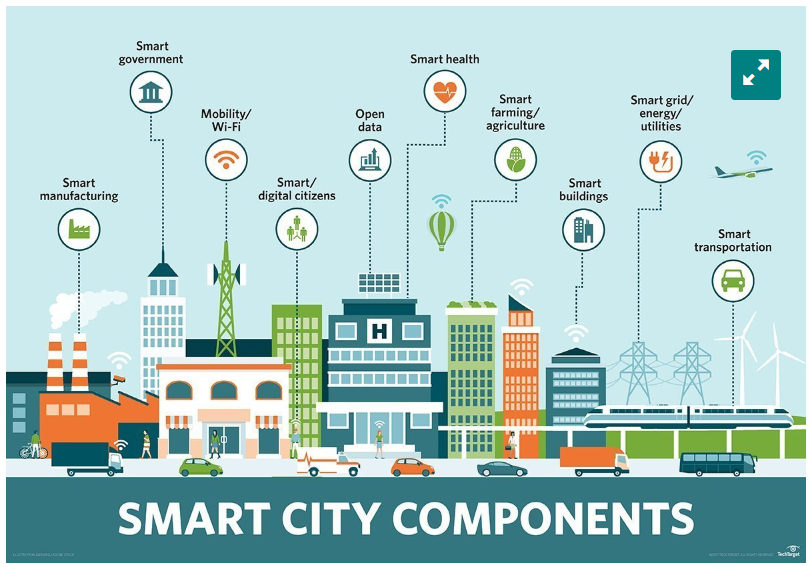 Smart
government
Smart health
Mobility/
Wi-Fi
Open
data
Smart
farming/
agriculture
Smart grid/
energy/
utilities
Smart
manufacturing
Smart/
digital citizens
Smart
buildings
Smart
transportation
H
SMART CITY COMPONENTS
TechTarget